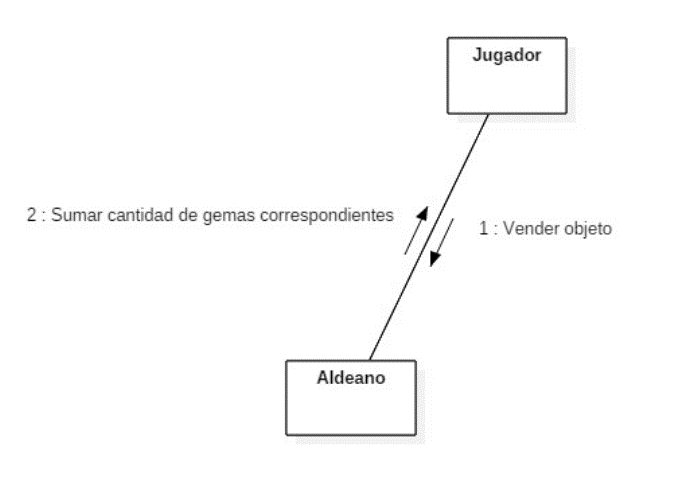 Jugador
2 : Sumar cantidad de gemas correspondientes
1 : Vender objeto
Aldeano